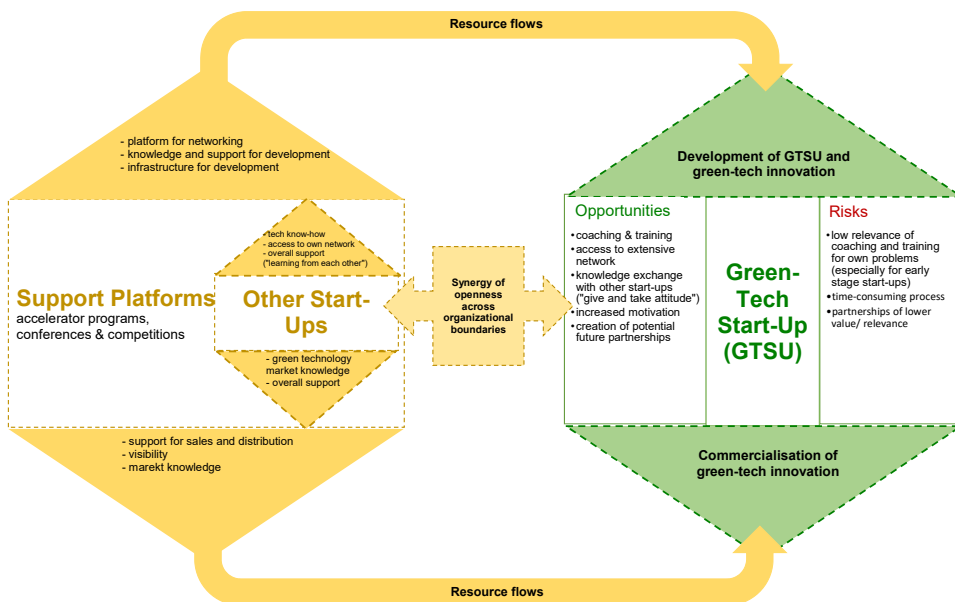 Resource flows
- platform for networking
- knowledge and support for development
- infrastructure for development
Support Platforms
accelerator programs,
conferences & competitions
- tech know-how
- access to own network
- overall support
("learning from each other")
Other Start-
Ups
- green technology
market knowledge
- overall support
- support for sales and distribution
- visibility
- marekt knowledge
Synergy of
openness
across
organizational
boundaries
Development of GTSU and
green-tech innovation
Opportunities
•coaching & training
•access to extensive
network
•knowledge exchange
with other start-ups
("give and take attitude")
•increased motivation
•creation of potential
future partnerships
Green-
Tech
Start-Up
(GTSU)
Risks
•low relevance of
coaching and training
for own problems
(especially for early
stage start-ups)
•time-consuming process
•partnerships of lower
value/ relevance
Commercialisation of
green-tech innovation
Resource flows